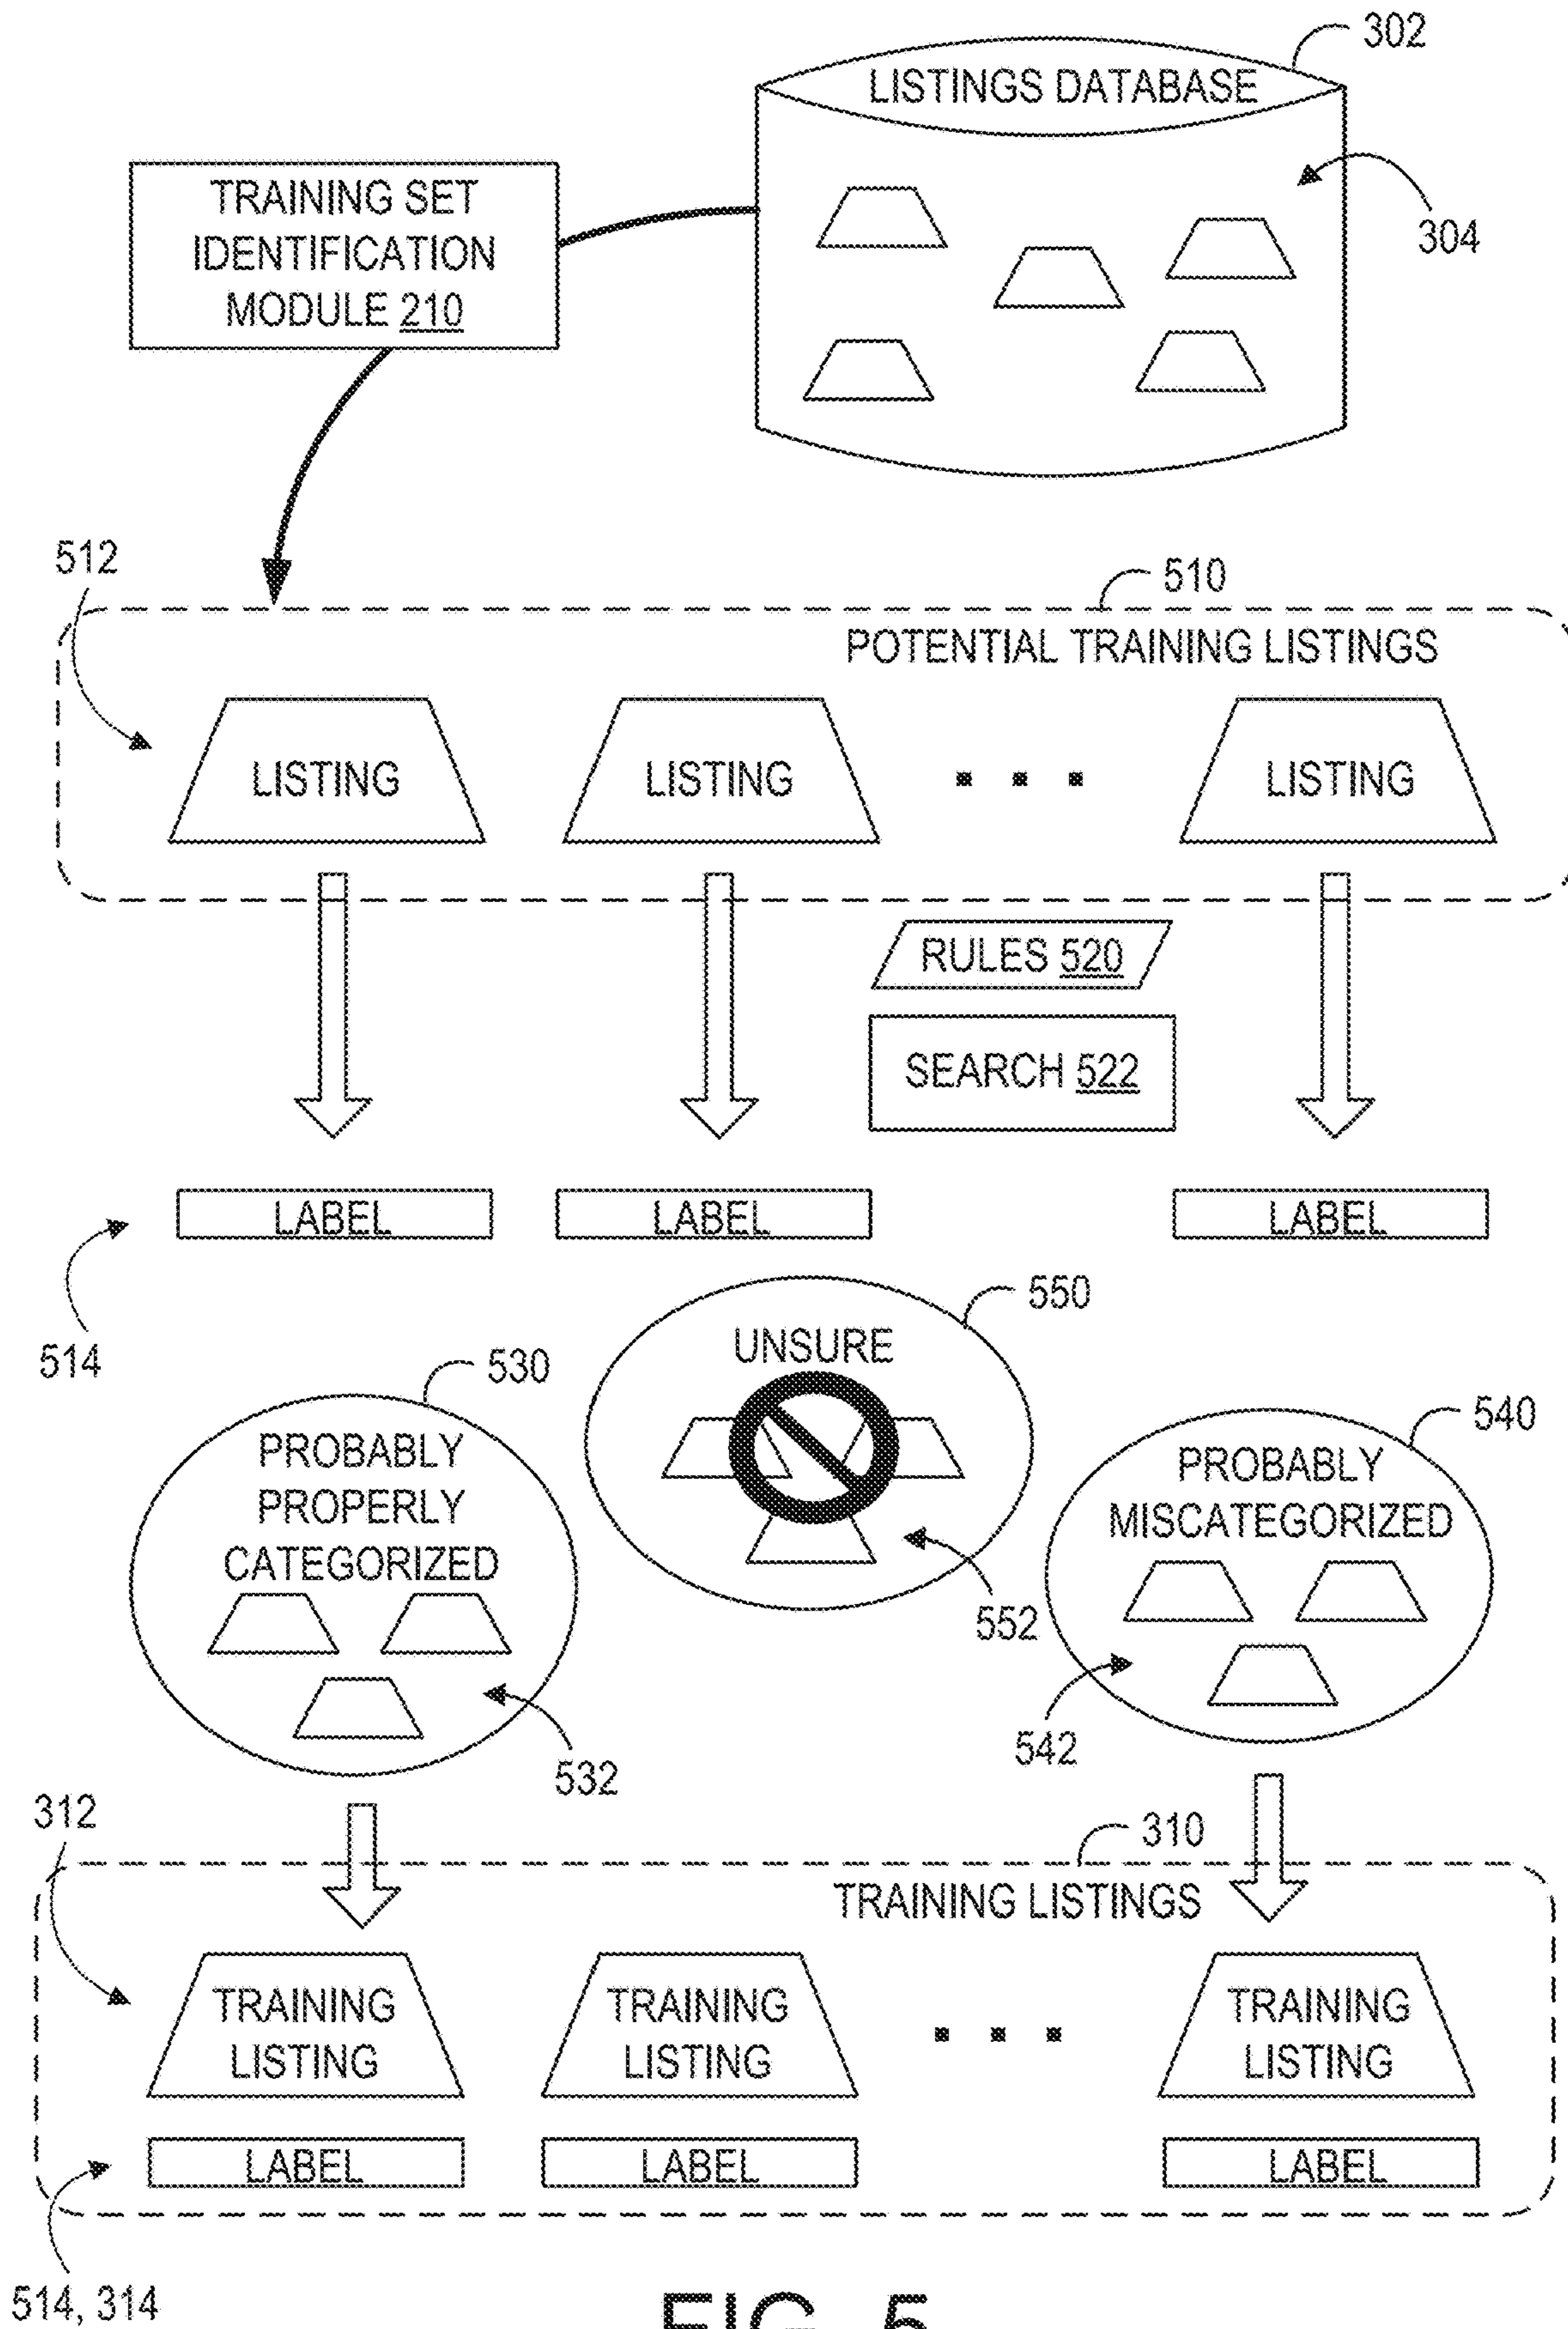 302
LISTINGS DATABASE
304
TRAINING SET
IDENTIFICATION
MODULE 210
512
510
POTENTIAL TRAINING LISTINGS
LISTING
LISTING
LISTING
RULES 520
SEARCH 522
LABEL
LABEL
LABEL
514
550
UNSURE
552
530
PROBABLY
PROPERLY
CATEGORIZED
532
540
PROBABLY
MISCATEGORIZED
542
312
310
TRAINING LISTINGS
TRAINING
LISTING
TRAINING
LISTING
TRAINING
LISTING
LABEL
LABEL
LABEL
514, 314
FIG. 5